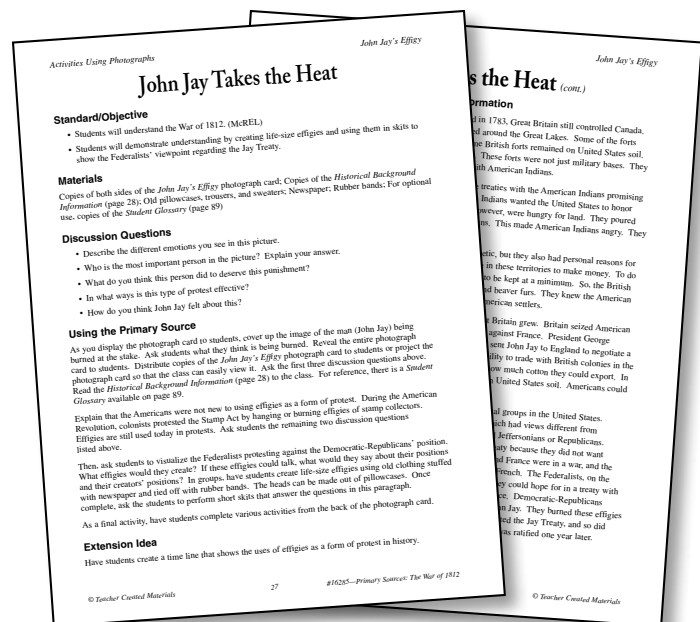 Activities Using Photographs
John Jay's Effigy
John Jay Takes the Heat
Standard/Objective
• Students will understand the War of 1812. (McREL)
• Students will demonstrate understanding by creating life-size effigies and using them in skits to
show the Federalists' viewpoint regarding the Jay Treaty.
Materials
Copies of both sides of the John Jay's Effigy photograph card; Copies of the Historical Background
Information (page 28); Old pillowcases, trousers, and sweaters; Newspaper; Rubber bands; For optional
use, copies of the Student Glossary (page 89)
Discussion Questions
• Describe the different emotions you see in this picture.
• Who is the most important person in the picture? Explain your answer.
• What do you think this person did to deserve this punishment?
• In what ways is this type of protest effective?
• How do you think John Jay felt about this?
Using the Primary Source
As you display the photograph card to students, cover up the image of the man (John Jay) being
burned at the stake. Ask students what they think is being burned. Reveal the entire photograph
card to students. Distribute copies of the John Jay's Effigy photograph card to students or project the
photograph card so that the class can easily view it. Ask the first three discussion questions above.
Read the Historical Background Information (page 28) to the class. For reference, there is a Student
Glossary available on page 89.
Explain that the Americans were not new to using effigies as a form of protest. During the American
Revolution, colonists protested the Stamp Act by hanging or burning effigies of stamp collectors.
Effigies are still used today in protests. Ask students the remaining two discussion questions
listed above.
Then, ask students to visualize the Federalists protesting against the Democratic-Republicans' position.
What effigies would they create? If these effigies could talk, what would they say about their positions
and their creators' positions? In groups, have students create life-size effigies using old clothing stuffed
with newspaper and tied off with rubber bands. The heads can be made out of pillowcases. Once
complete, ask the students to perform short skits that answer the questions in this paragraph.
As a final activity, have students complete various activities from the back of the photograph card.
Extension Idea
Have students create a time line that shows the uses of effigies as a form of protest in history.
© Teacher Created Materials
27
#16285—Primary Sources: The War of 1812
John Jay's Effigy
s the Heat (cont.)
ormation
d in 1783, Great Britain still controlled Canada.
ed around the Great Lakes. Some of the forts
ne British forts remained on United States soil.
These forts were not just military bases. They
ith American Indians.
treaties with the American Indians promising
Indians wanted the United States to honor
owever, were hungry for land. They poured
ns. This made American Indians angry. They
etic, but they also had personal reasons for
in these territories to make money. To do
to be kept at a minimum. So, the British
nd beaver furs. They knew the American
merican settlers.
t Britain grew. Britain seized American
against France. President George
sent John Jay to England to negotiate a
ility to trade with British colonies in the
ow much cotton they could export. In
n United States soil. Americans could
al groups in the United States.
ich had views different from
Jeffersonians or Republicans.
aty because they did not want
nd France were in a war, and the
French. The Federalists, on the
ey could hope for in a treaty with
ce. Democratic-Republicans
n Jay. They burned these effigies
ted the Jay Treaty, and so did
was ratified one year later.
© Teacher Created Materials